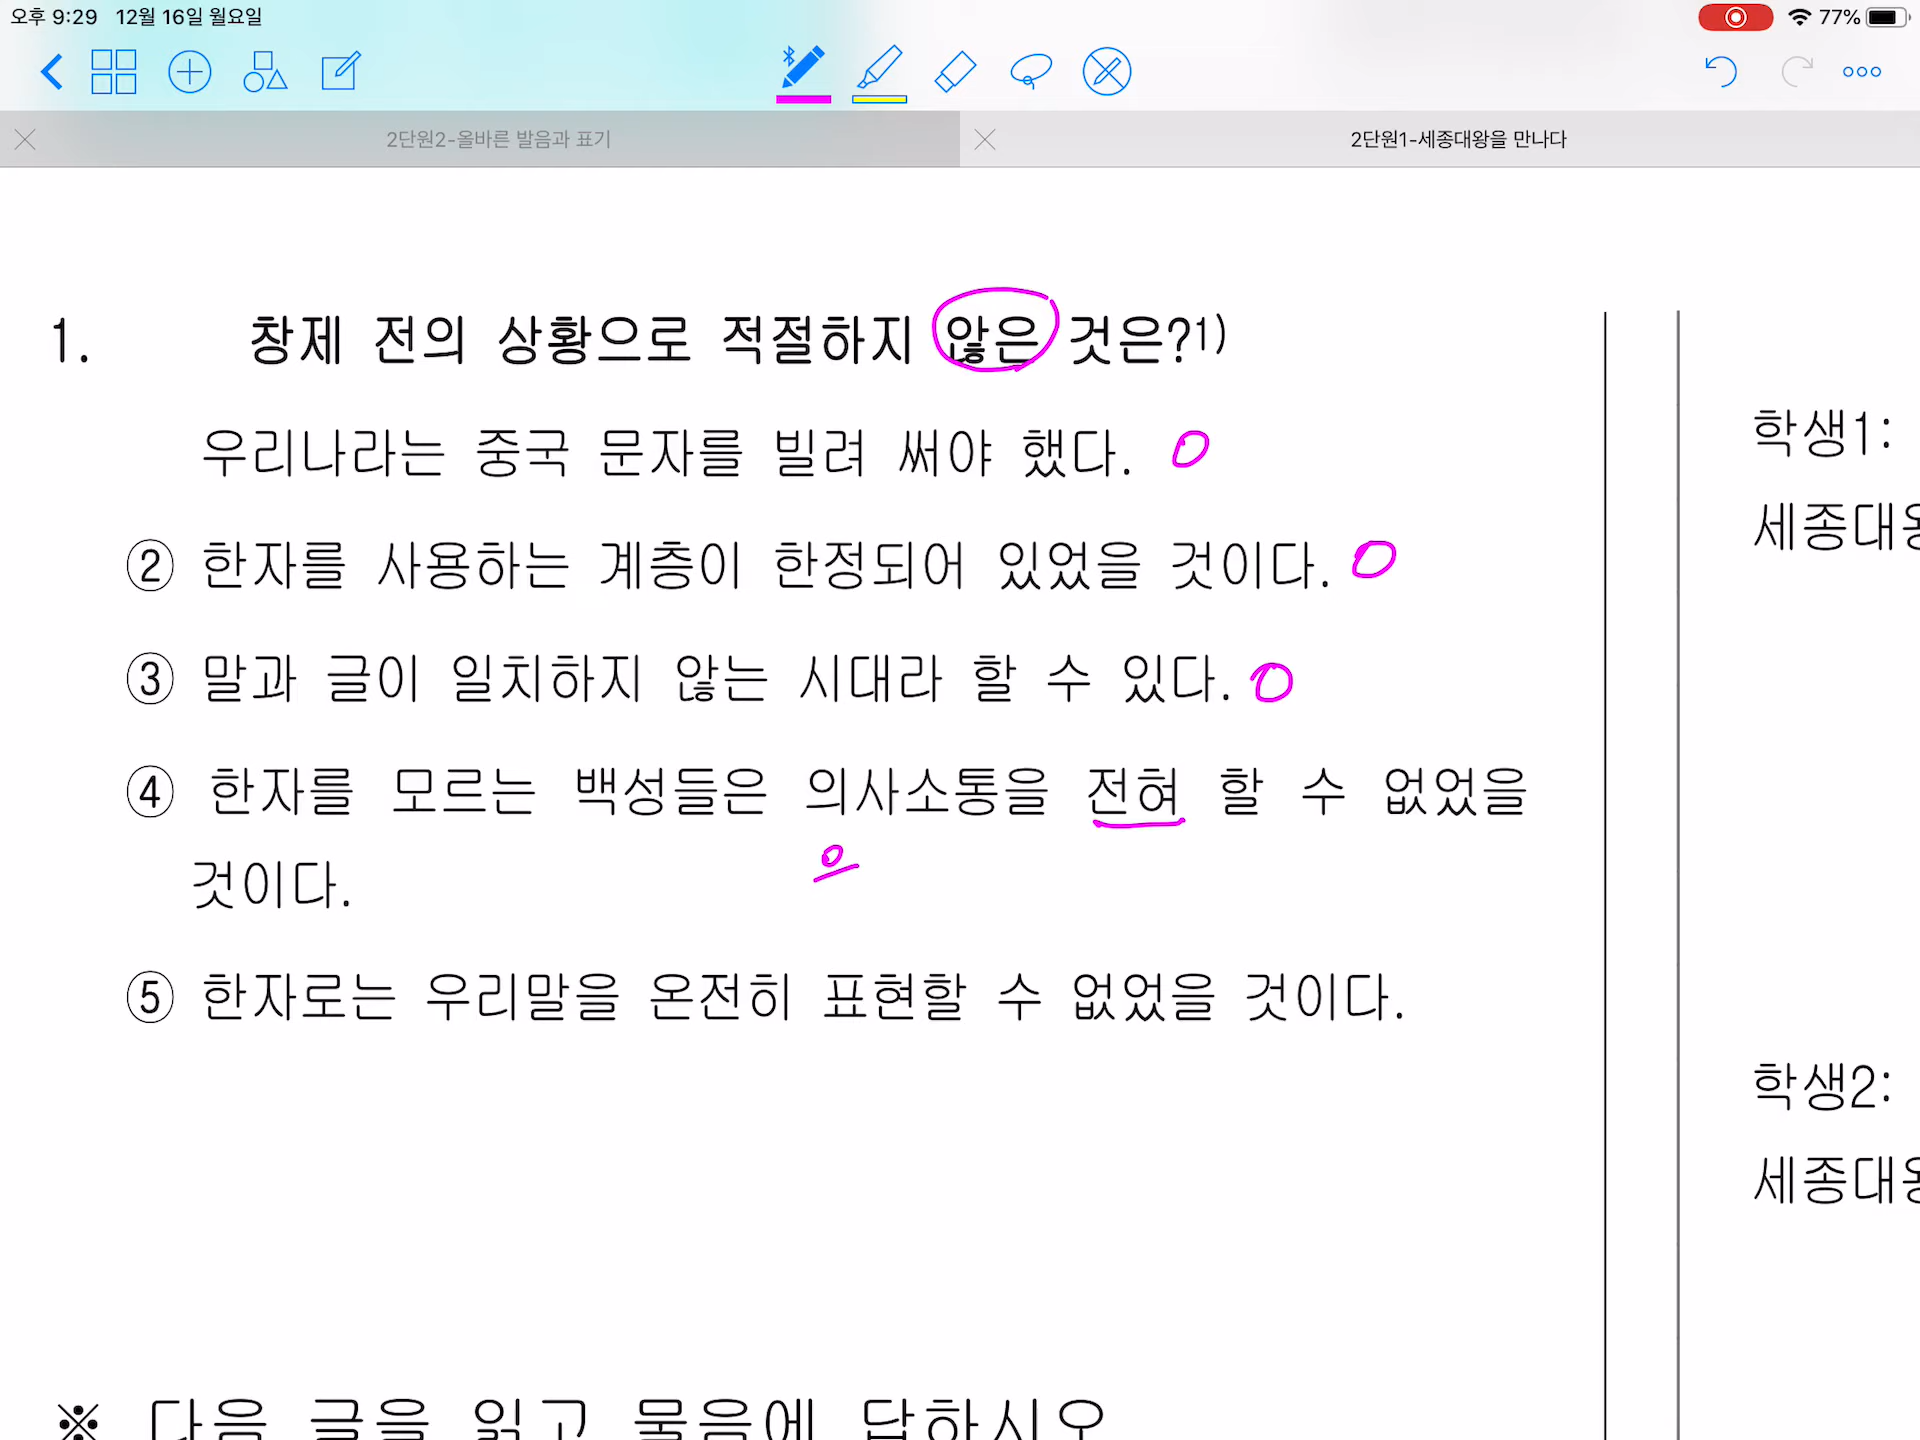 오후 9:29 12월 16일 월요일
77%
2단원2-올바른 발음과 표기
2단원1-세종대왕을 만나다
1. 창제 전의 상황으로 적절하지 않은 것은?1)
우리나라는 중국 문자를 빌려 써야 했다.
② 한자를 사용하는 계층이 한정되어 있었을 것이다.
③ 말과 글이 일치하지 않는 시대라 할 수 있다.
④ 한자를 모르는 백성들은 의사소통을 전혀 할 수 없었을
것이다.
⑤ 한자로는 우리말을 온전히 표현할 수 없었을 것이다.
※ 다음 글을 읽고 물음에 답하시오
학생1:
세종대왕
학생2:
세종대왕